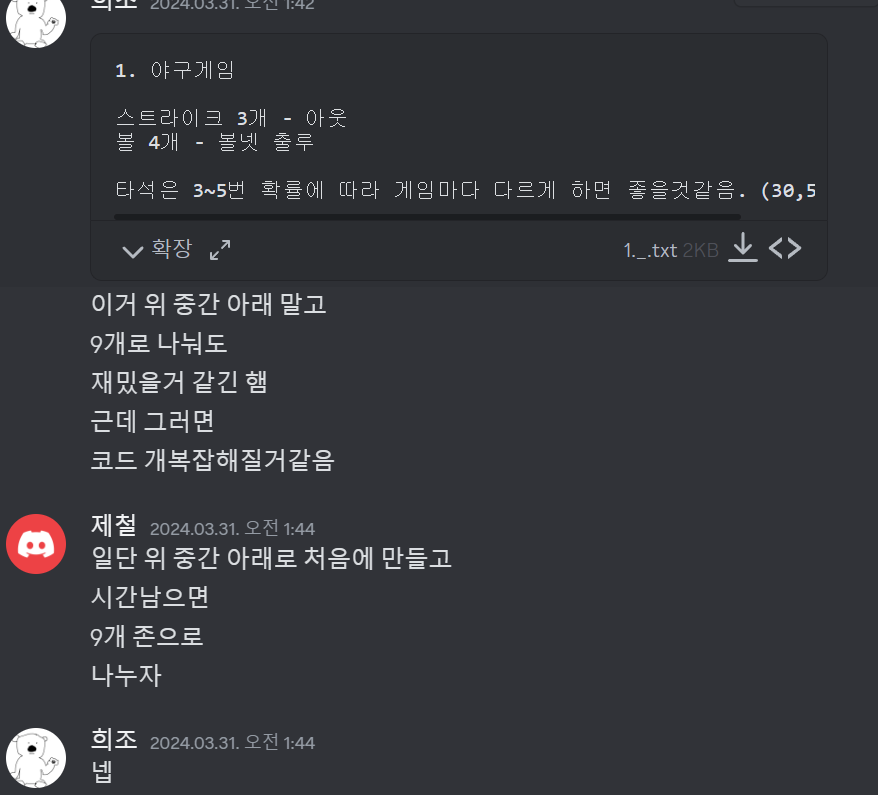 희조 2024.03.31. 오전 1:42
1. 야구게임
스트라이크 3개 - 아웃
볼 4개 - 볼넷 출루
타석은 3~5번 확률에 따라 게임마다 다르게 하면 좋을것같음. (30,5
확장 1._.txt 2KB
이거 위 중간 아래 말고
9개로 나눠도
재밌을거 같긴 햄
근데 그러면
코드 개복잡해질거같음
제철 2024.03.31. 오전 1:44
일단 위 중간 아래로 처음에 만들고
시간남으면
9개 존으로
나누자
희조 2024.03.31. 오전 1:44
넵